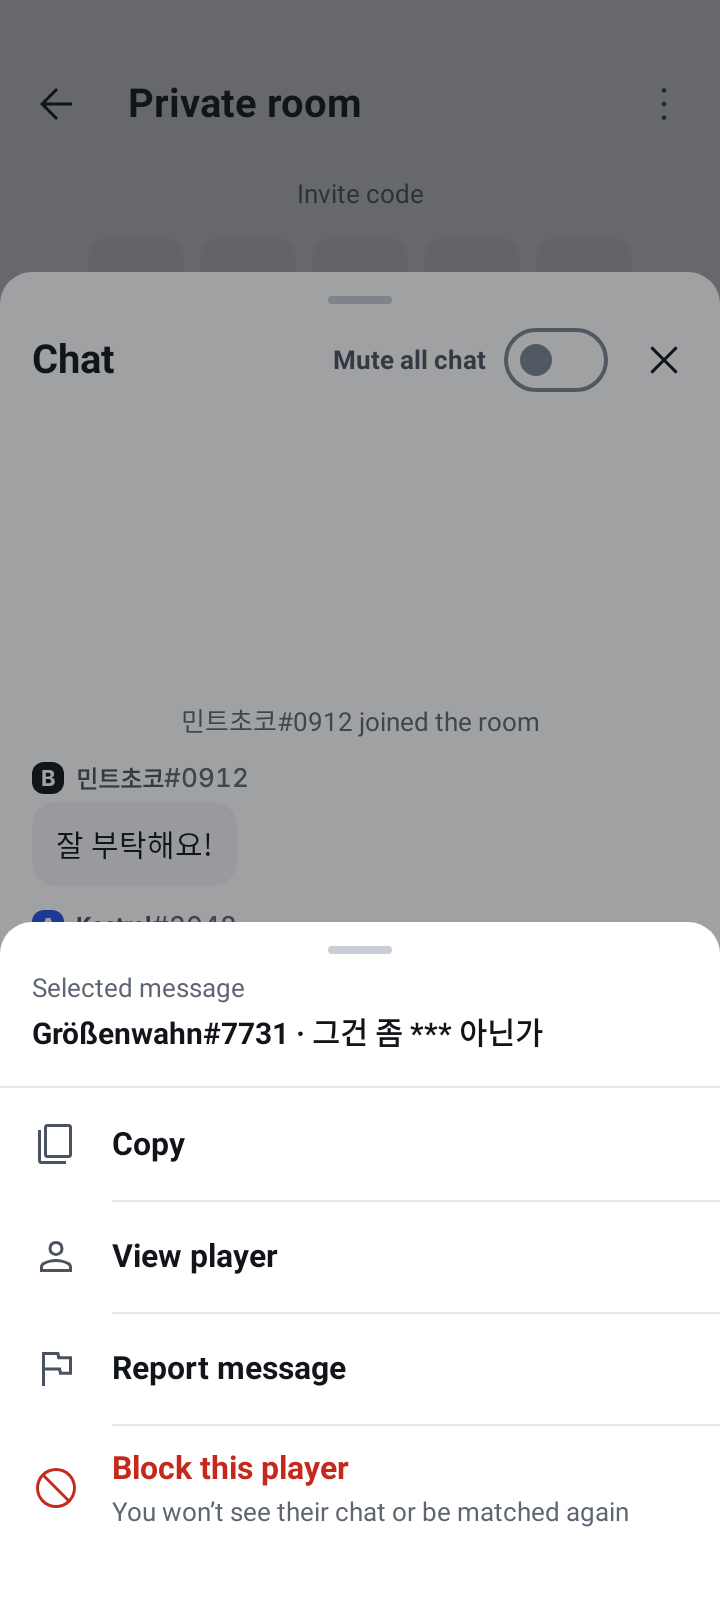 Private room
Invite code
Chat
Mute all chat
민트초코#0912 joined the room
B 민트초코#0912
잘 부탁해요!
Selected message
Größenwahn#7731 · 그건 좀 *** 아닌가
Copy
View player
Report message
Block this player
You won’t see their chat or be matched again